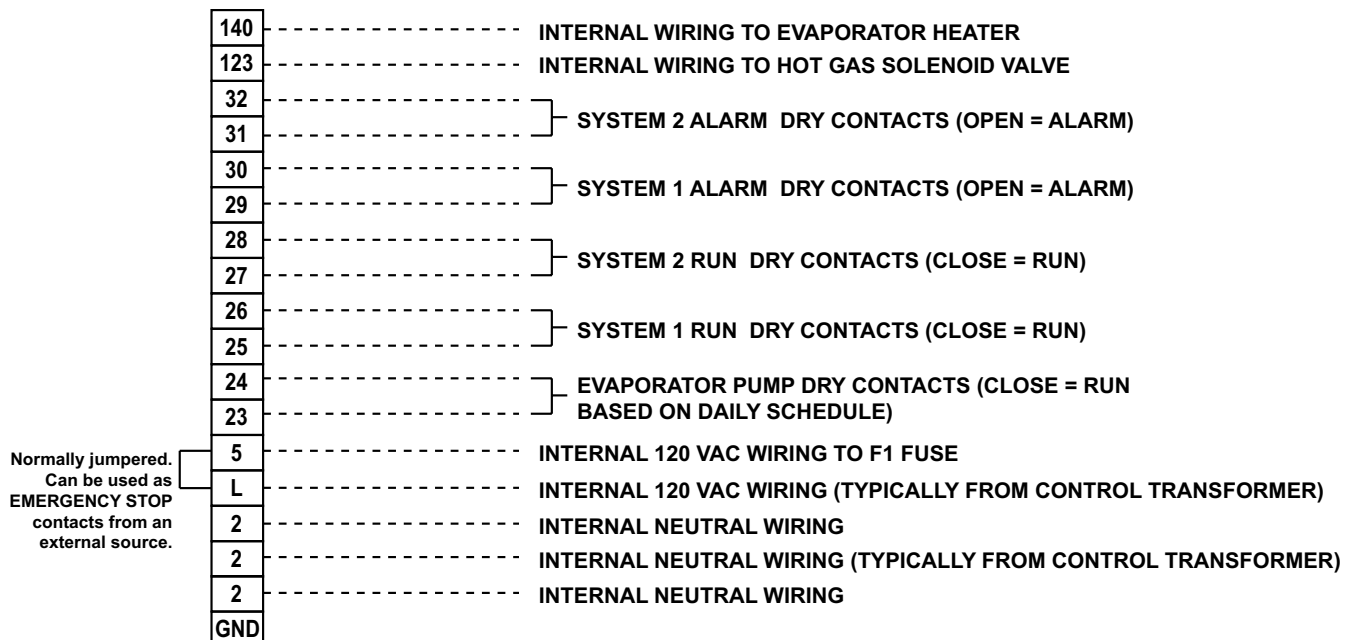 140 INTERNAL WIRING TO EVAPORATOR HEATER
123 INTERNAL WIRING TO HOT GAS SOLENOID VALVE
32
SYSTEM 2 ALARM DRY CONTACTS (OPEN = ALARM)
31
30
SYSTEM 1 ALARM DRY CONTACTS (OPEN = ALARM)
29
28
SYSTEM 2 RUN DRY CONTACTS (CLOSE = RUN)
27
26
SYSTEM 1 RUN DRY CONTACTS (CLOSE = RUN)
25
24
EVAPORATOR PUMP DRY CONTACTS (CLOSE = RUN
BASED ON DAILY SCHEDULE)
23
5 INTERNAL 120 VAC WIRING TO F1 FUSE
Normally jumpered.
Can be used as
EMERGENCY STOP
contacts from an
external source.
L INTERNAL 120 VAC WIRING (TYPICALLY FROM CONTROL TRANSFORMER)
2 INTERNAL NEUTRAL WIRING
2 INTERNAL NEUTRAL WIRING (TYPICALLY FROM CONTROL TRANSFORMER)
2 INTERNAL NEUTRAL WIRING
GND